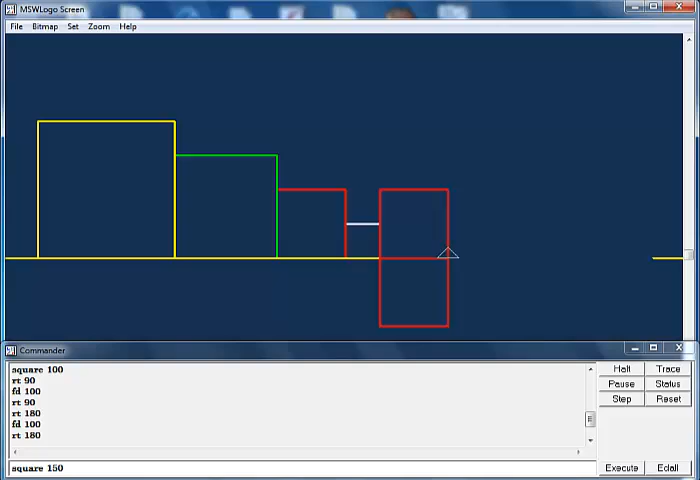 MSWLogo Screen
File Bitmap Set Zoom Help
Commander
square 100
rt 90
fd 100
rt 90
rt 180
fd 100
rt 180
square 150
Halt Trace
Pause Status
Step Reset
Execute Edall